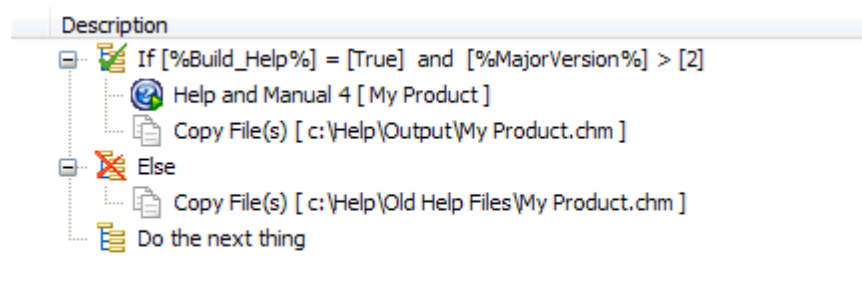 Description
If [%Build_Help%] = [True] and [%MajorVersion%] > [2]
Help and Manual 4 [ My Product ]
Copy File(s) [ c:\Help\Output\My Product.chm ]
Else
Copy File(s) [ c:\Help\Old Help Files\My Product.chm ]
Do the next thing